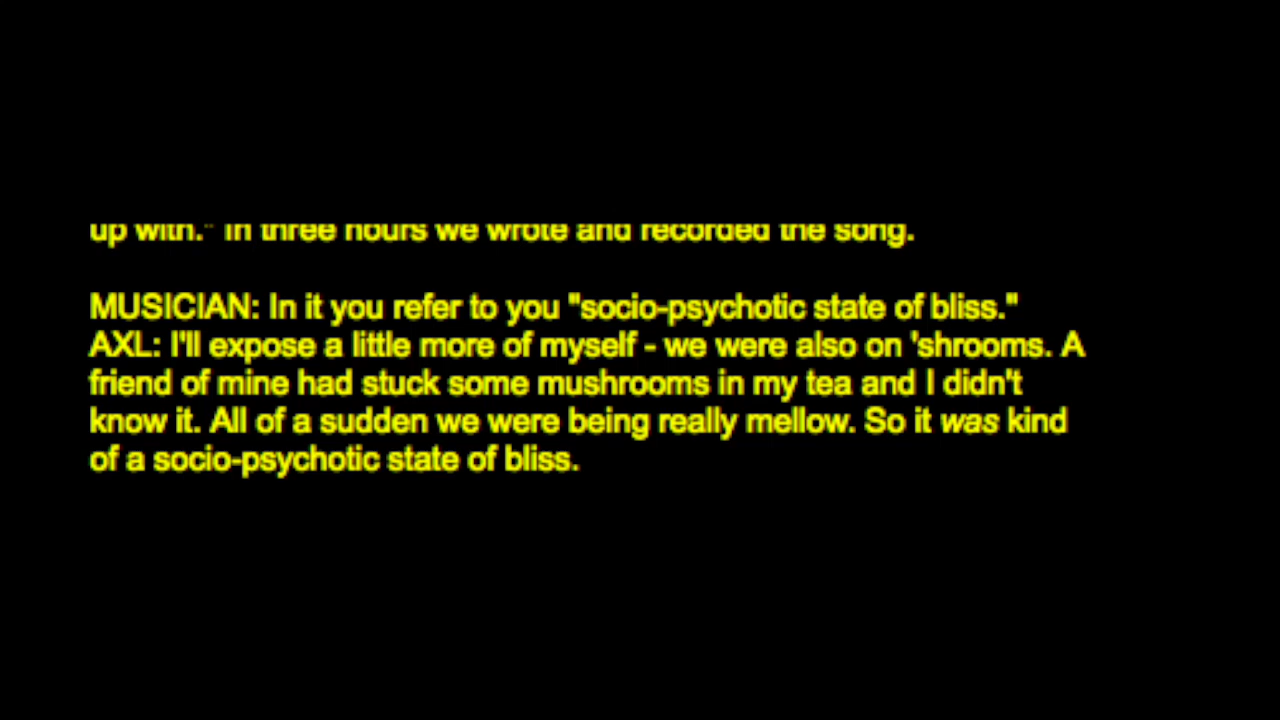 up with." In three hours we wrote and recorded the song.
MUSICIAN: In it you refer to you "socio-psychotic state of bliss."
AXL: I'll expose a little more of myself - we were also on 'shrooms. A
friend of mine had stuck some mushrooms in my tea and I didn't
know it. All of a sudden we were being really mellow. So it was kind
of a socio-psychotic state of bliss.